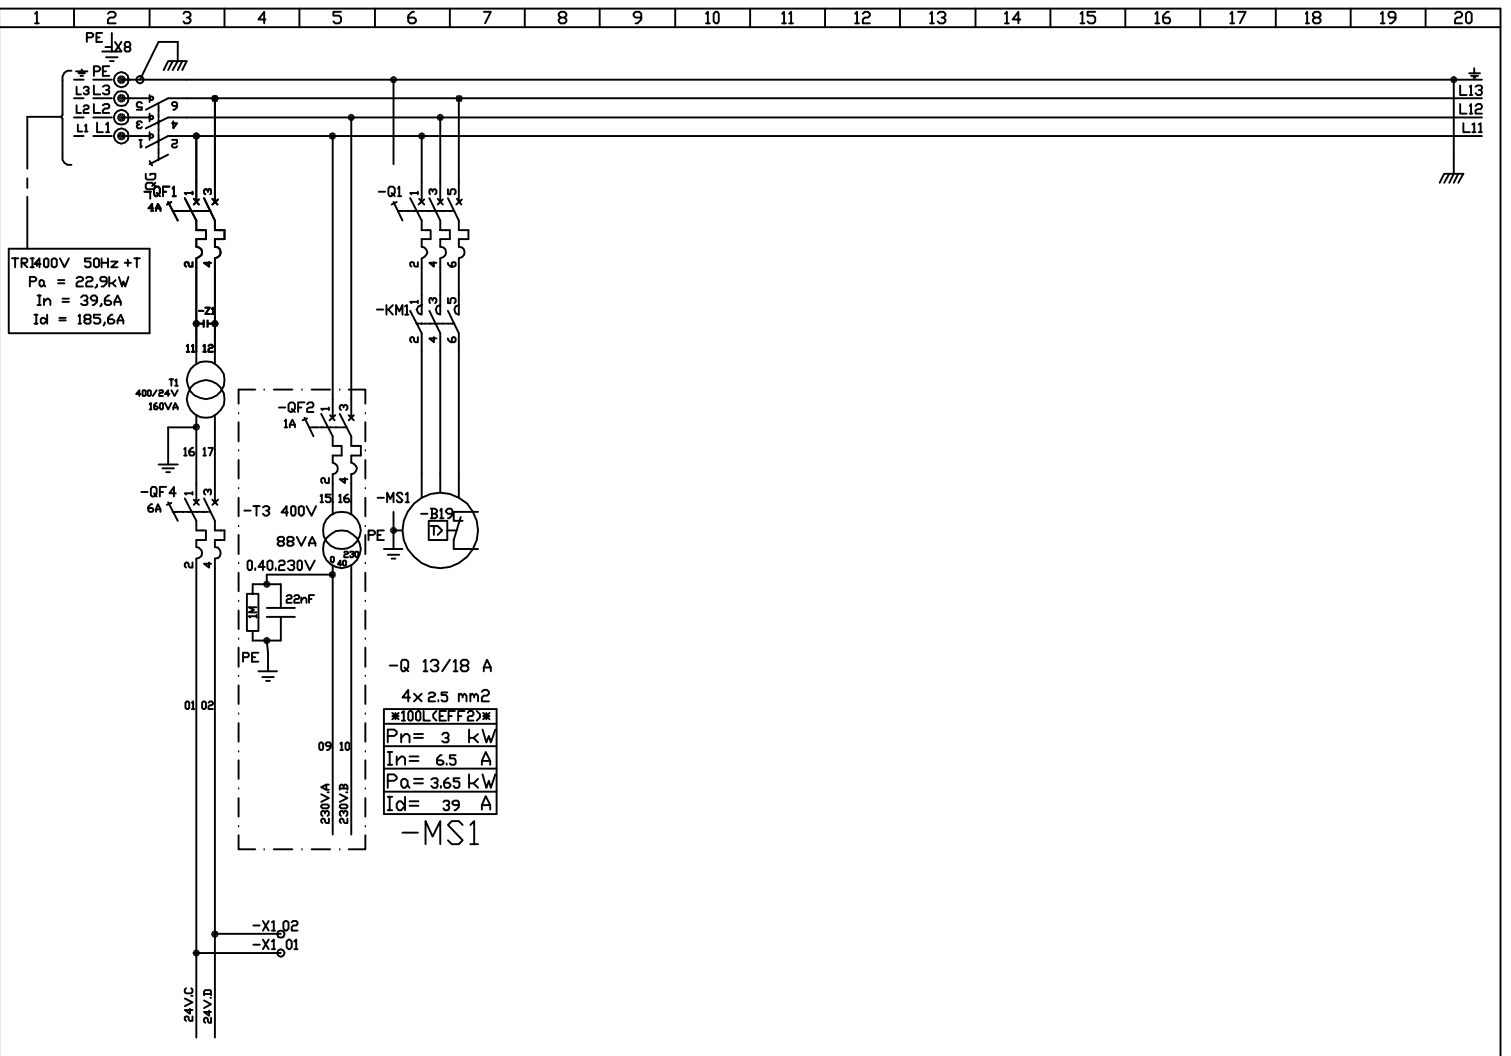 1 2 3 4 5 6 7 8 9 10 11 12 13 14 15 16 17 18 19 20
PE
-X8
PE
L3 L3
L2 L2
L1 L1
5 6
3 4
1 2
L13
L12
L11
-QG
-QF1
4A
1 3
2 4
-Q1
1 3 5
2 4 6
TRI400V 50Hz +T
Pa = 22,9kW
In = 39,6A
Id = 185,6A
-Z1
11 12
-KM1
1 3 5
2 4 6
T1
400/24V
160VA
16 17
-QF2
1A
1 3
2 4
15 16
-QF4
6A
1 3
2 4
-T3 400V
88VA
0.40.230V
0 40 230
-MS1
-B19
T>
PE
1M
22nF
PE
-Q 13/18 A
4x 2.5 mm2
*100L(EFF2)*
Pn= 3 kW
In= 6.5 A
Pa= 3.65 kW
Id= 39 A
-MS1
01 02
09 10
230V.A
230V.B
-X1 02
-X1 01
24V.C
24V.D